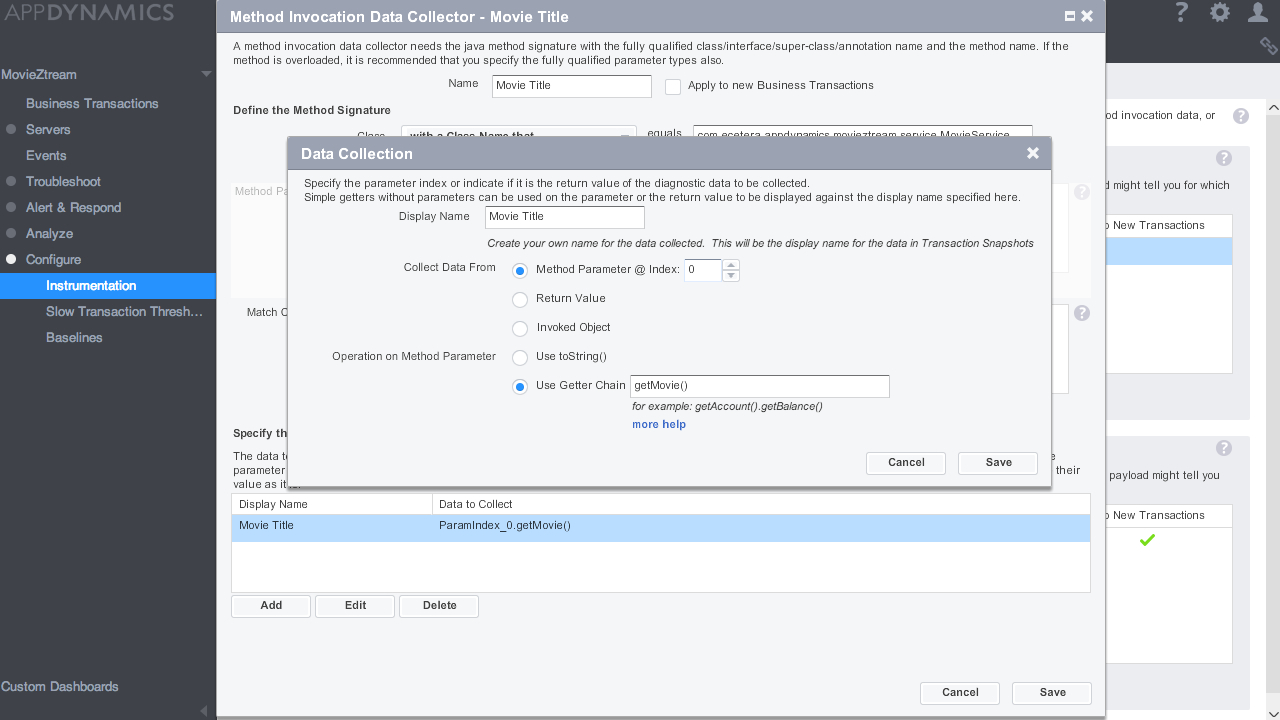 APPDYNAMICS
MovieZtream
Business Transactions
Servers
Events
Troubleshoot
Alert & Respond
Analyze
Configure
Instrumentation
Slow Transaction Thresh...
Baselines
Custom Dashboards
Method Invocation Data Collector - Movie Title
A method invocation data collector needs the java method signature with the fully qualified class/interface/super-class/annotation name and the method name. If the
method is overloaded, it is recommended that you specify the fully qualified parameter types also.
Name Movie Title Apply to new Business Transactions
Define the Method Signature
Class with a Class Name that equals com.ecetera.appdynamics.movieztream.service.MovieService
Method Pa
Match C
Data Collection
Specify the parameter index or indicate if it is the return value of the diagnostic data to be collected.
Simple getters without parameters can be used on the parameter or the return value to be displayed against the display name specified here.
Display Name Movie Title
Create your own name for the data collected. This will be the display name for the data in Transaction Snapshots
Collect Data From Method Parameter @ Index: 0
Return Value
Invoked Object
Operation on Method Parameter Use toString()
Use Getter Chain getMovie()
for example: getAccount().getBalance()
more help
Cancel Save
Specify th
The data to
parameter
their
value as it
Display Name Data to Collect
Movie Title ParamIndex_0.getMovie()
Add Edit Delete
Cancel Save
od invocation data, or
d might tell you for which
New Transactions
payload might tell you
New Transactions